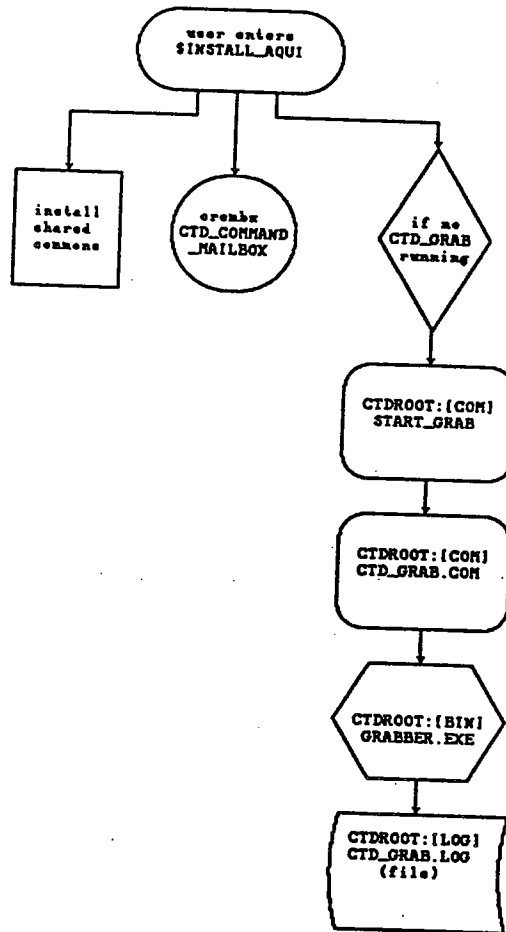 user enters
$INSTALL_AQUI
install
shared
commons
crembx
CTD_COMMAND
_MAILBOX
if no
CTD_GRAB
running
CTDROOT:[COM]
START_GRAB
CTDROOT:[COM]
CTD_GRAB.COM
CTDROOT:[BIN]
GRABBER.EXE
CTDROOT:[LOG]
CTD_GRAB.LOG
(file)